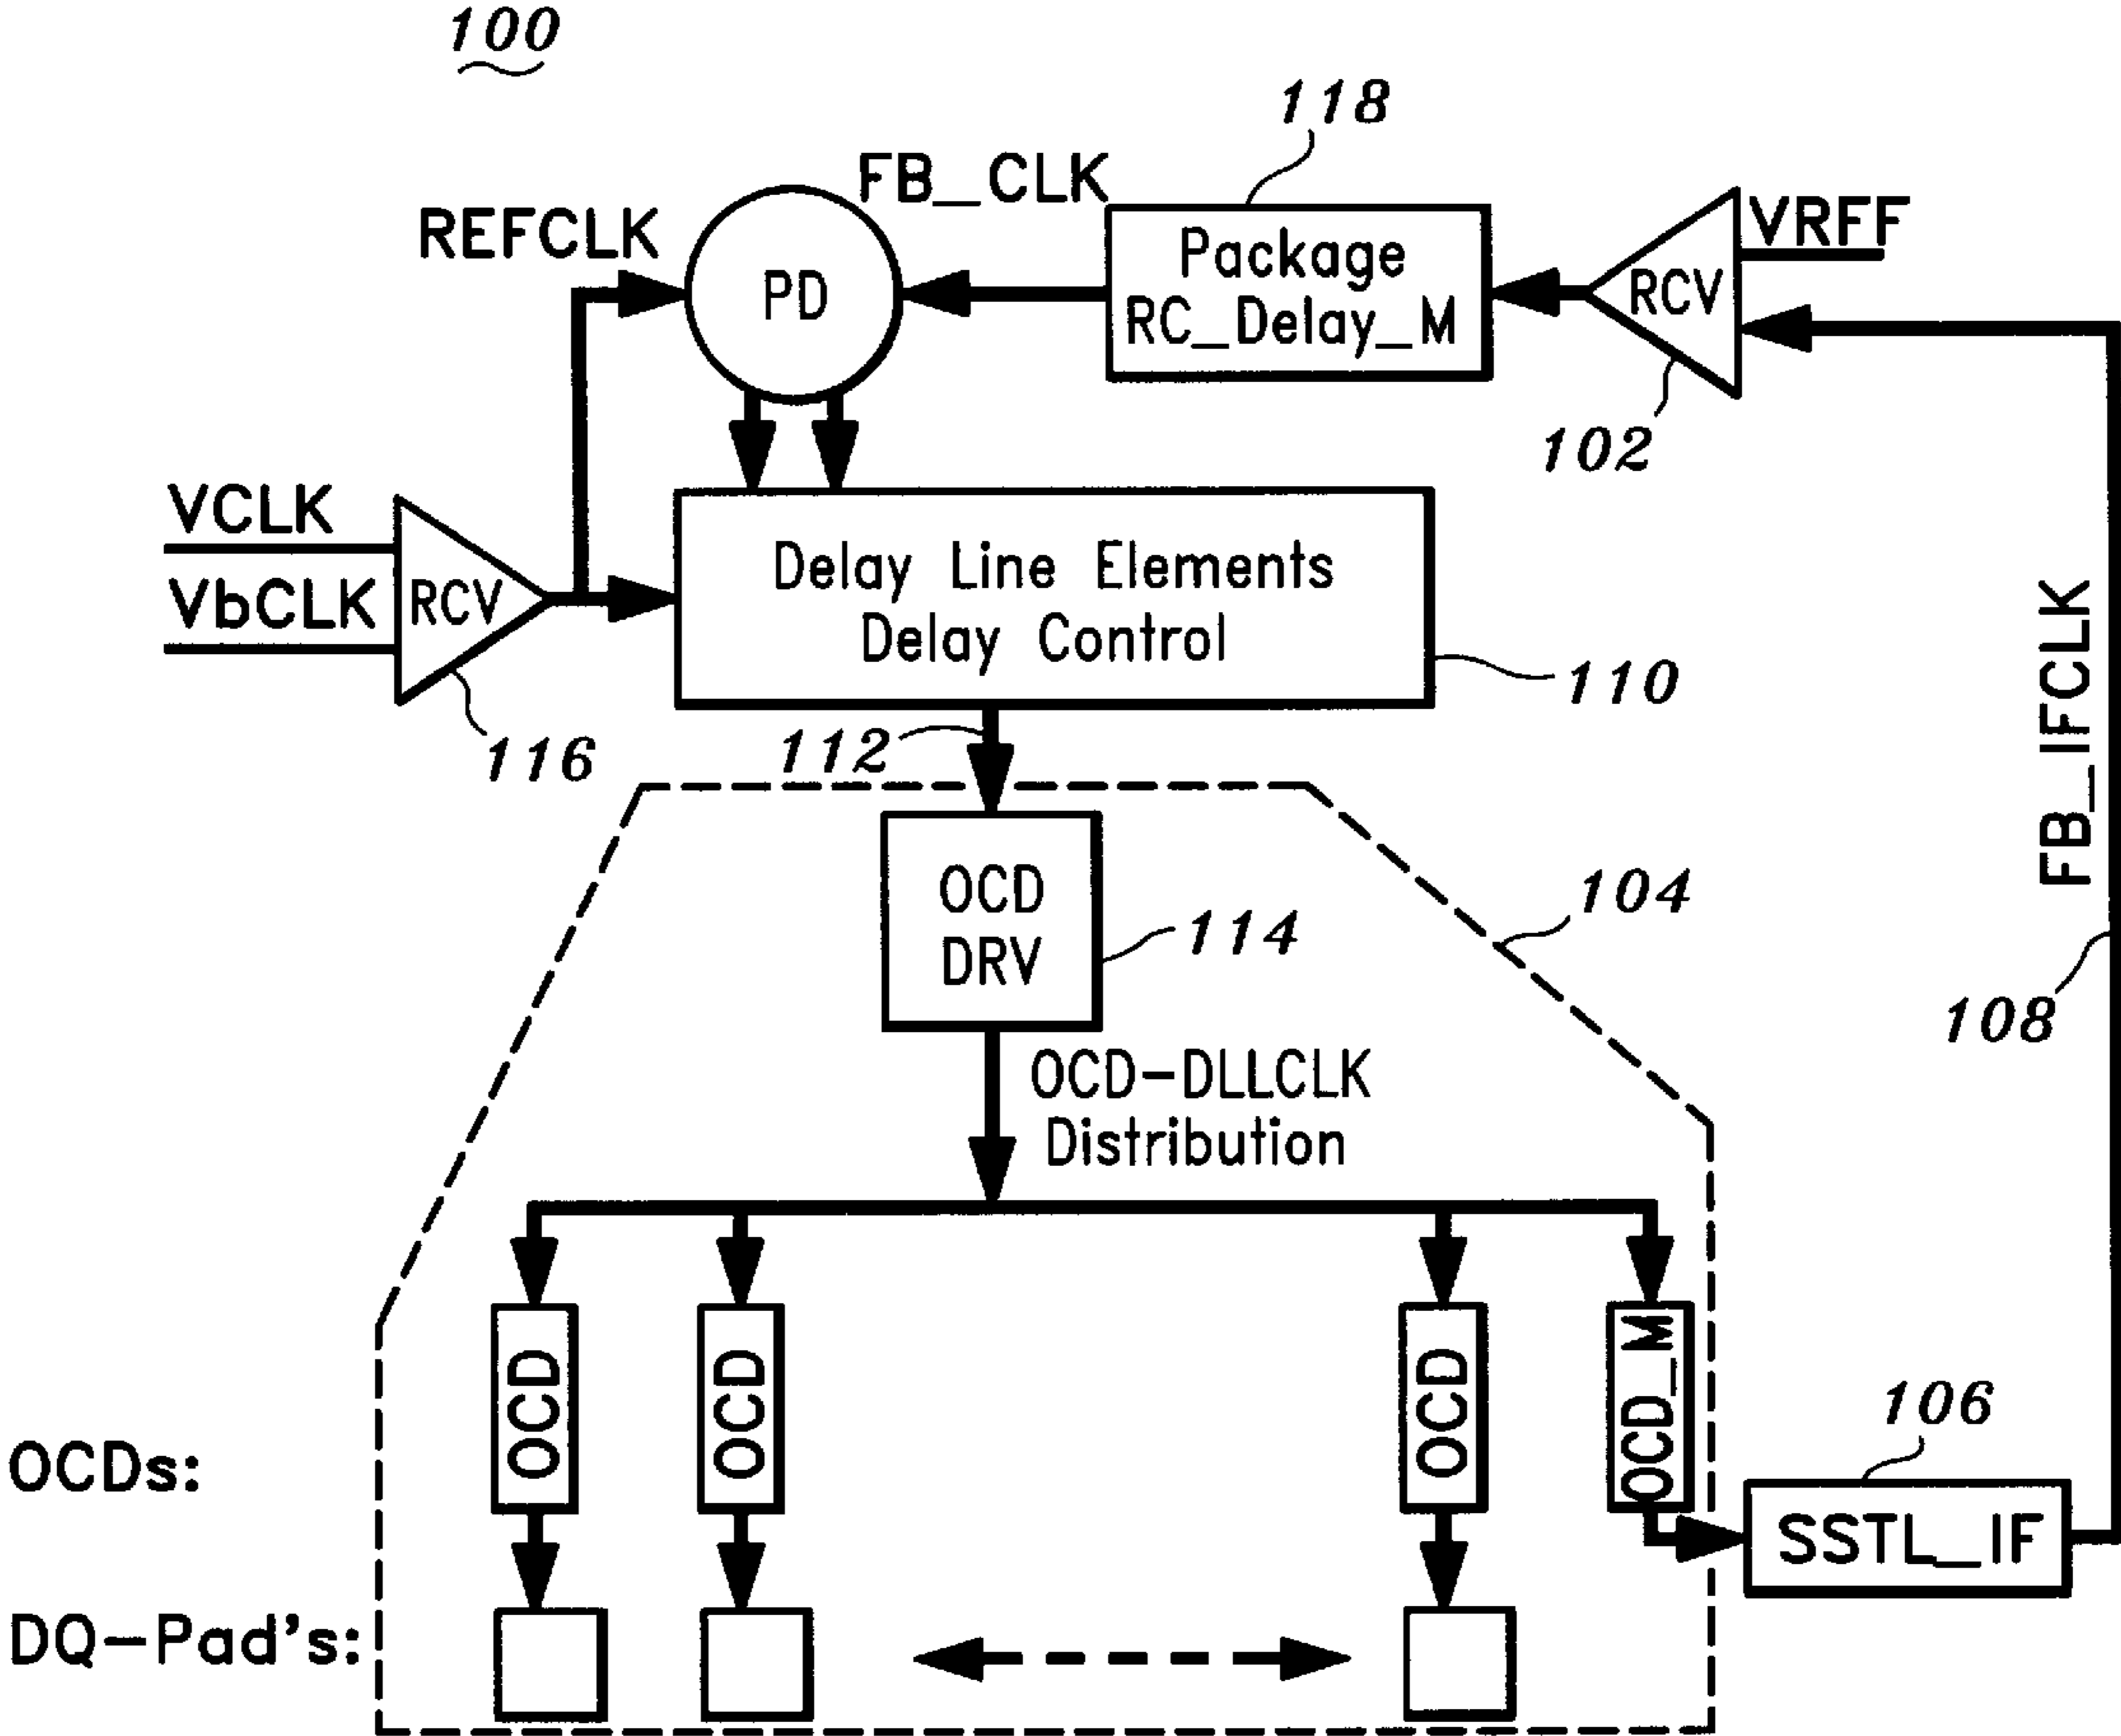 100
118
FB_CLK
REFCLK
PD
Package
RC_Delay_M
RCV
VRFF
102
VCLK
VbCLK
RCV
116
Delay Line Elements
Delay Control
110
112
FB_IFCLK
108
104
OCD
DRV
114
OCD-DLLCLK
Distribution
OCDs:
OCD
OCD
OCD
OCD_M
106
SSTL_IF
DQ-Pad's: